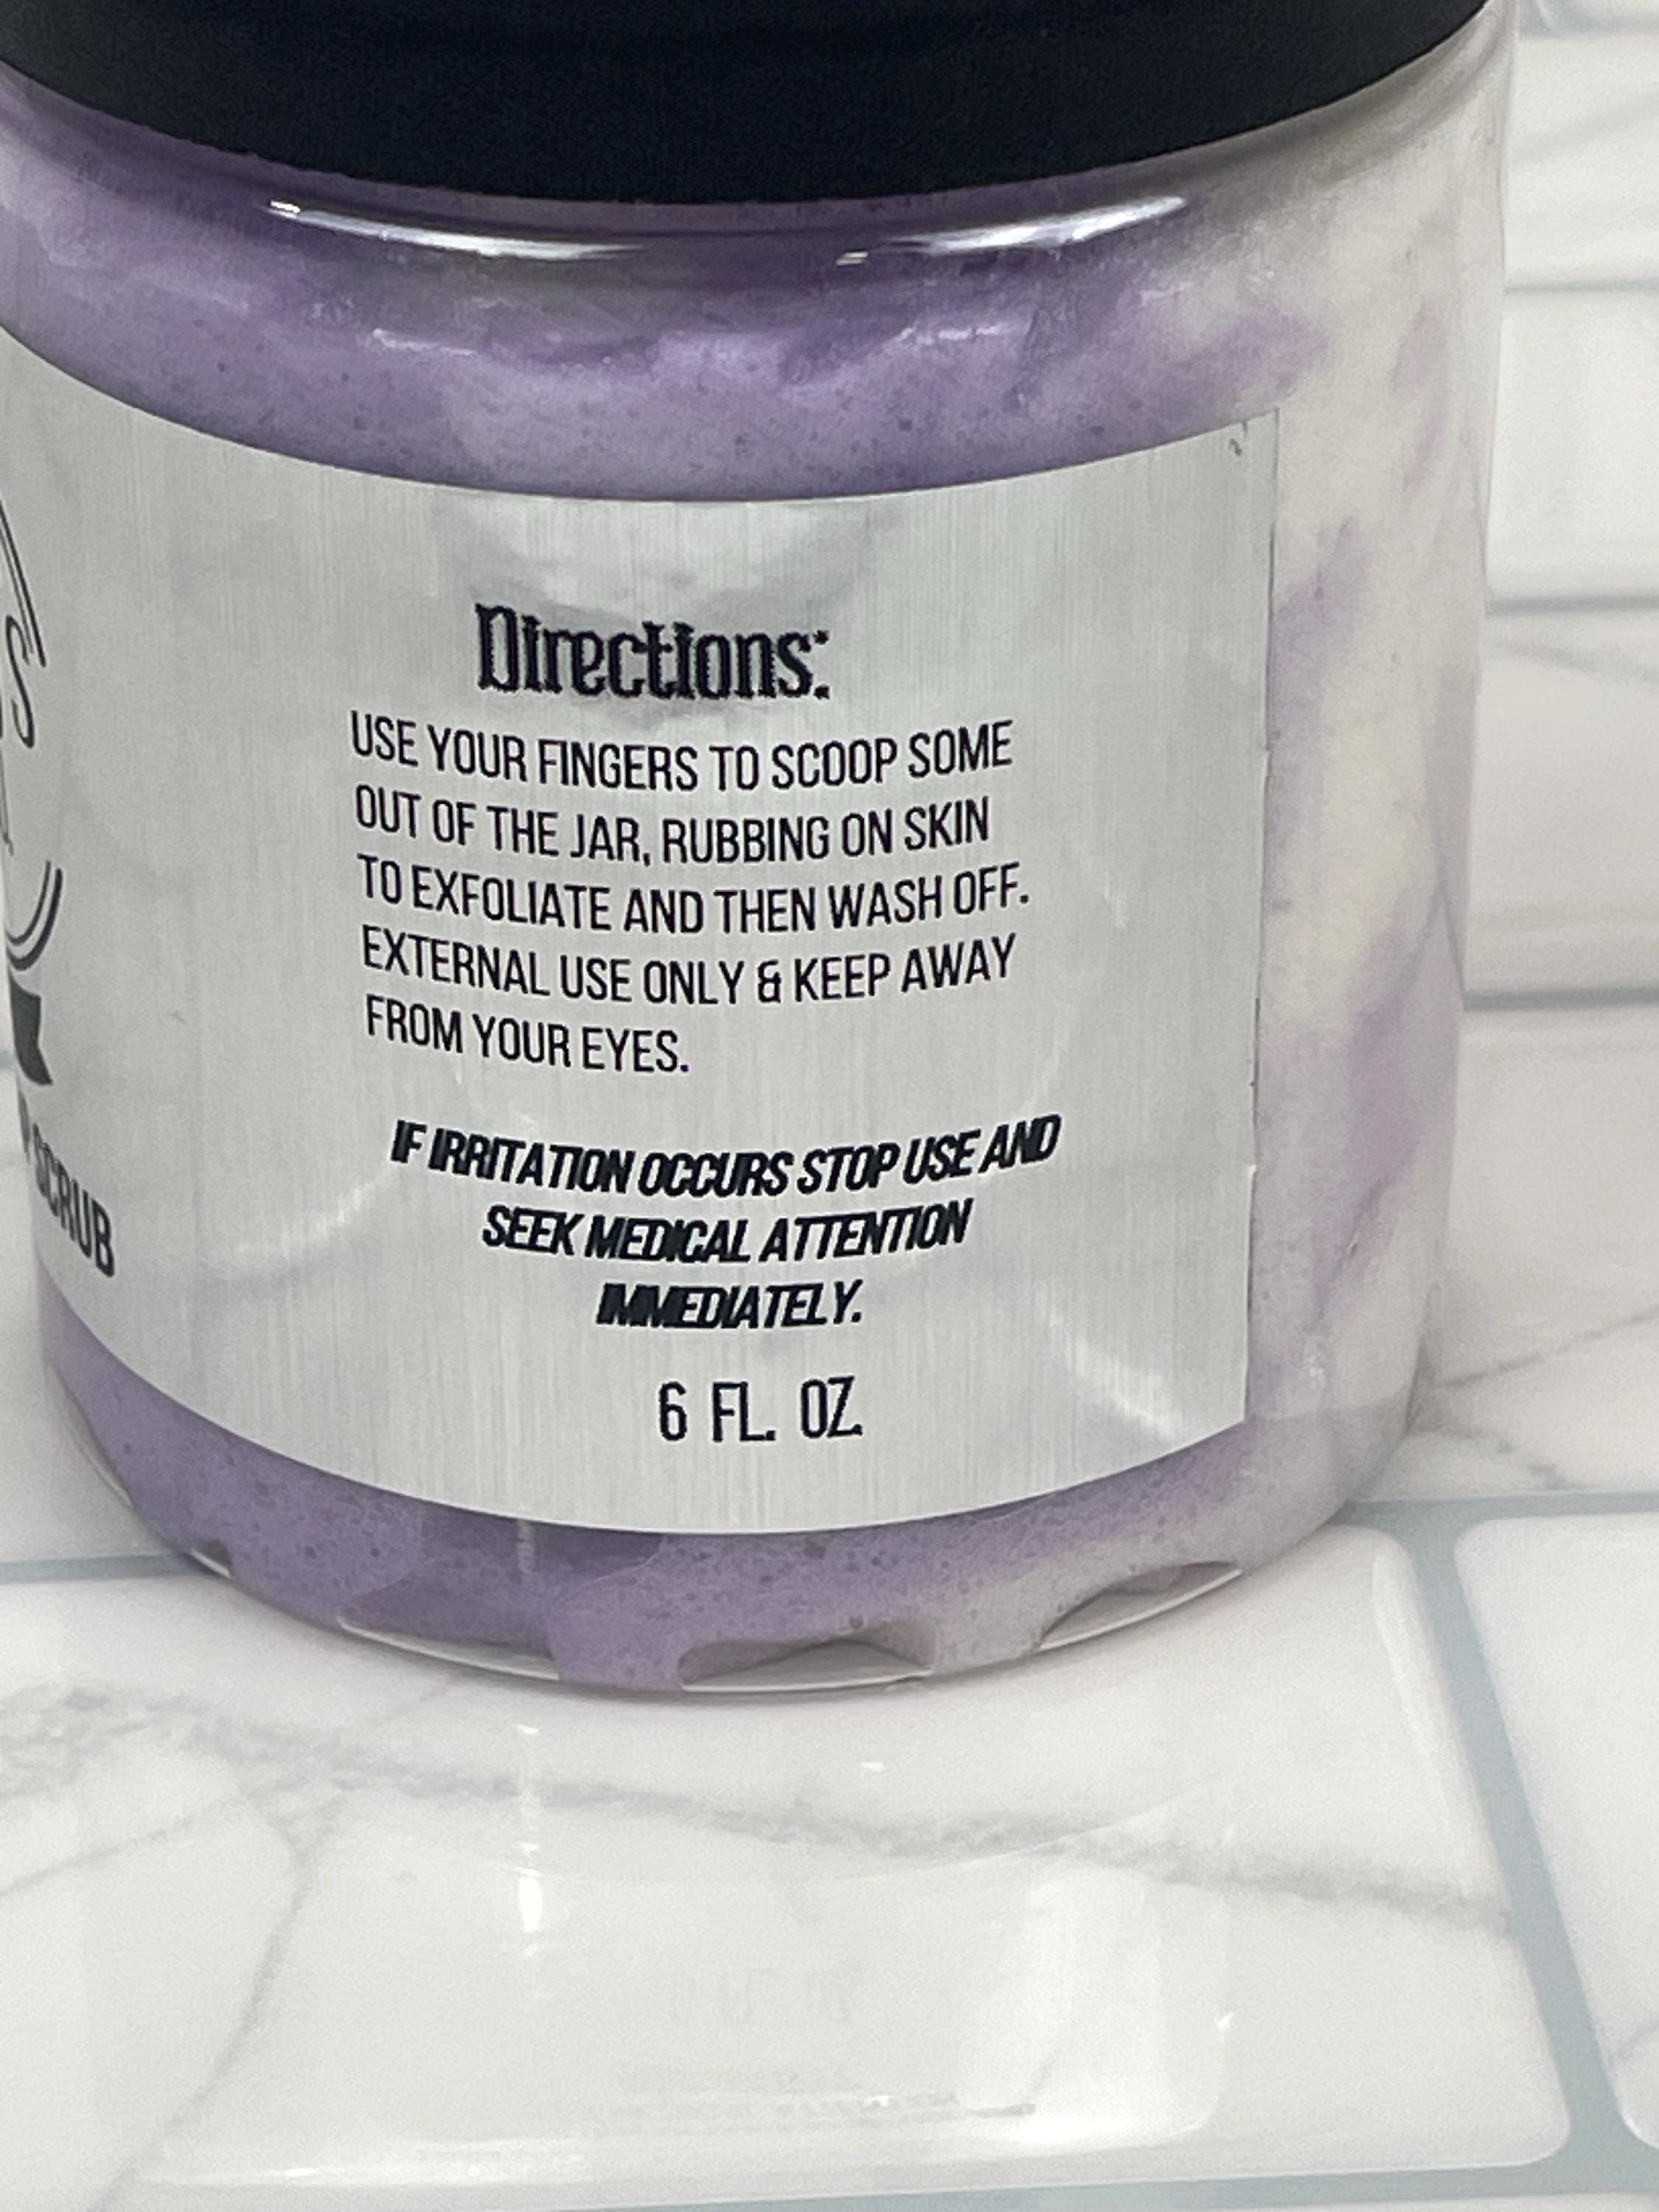 SCRUB
Directions:
USE YOUR FINGERS TO SCOOP SOME
OUT OF THE JAR, RUBBING ON SKIN
TO EXFOLIATE AND THEN WASH OFF.
EXTERNAL USE ONLY & KEEP AWAY
FROM YOUR EYES.
IF IRRITATION OCCURS STOP USE AND
SEEK MEDICAL ATTENTION
IMMEDIATELY.
6 FL. OZ.